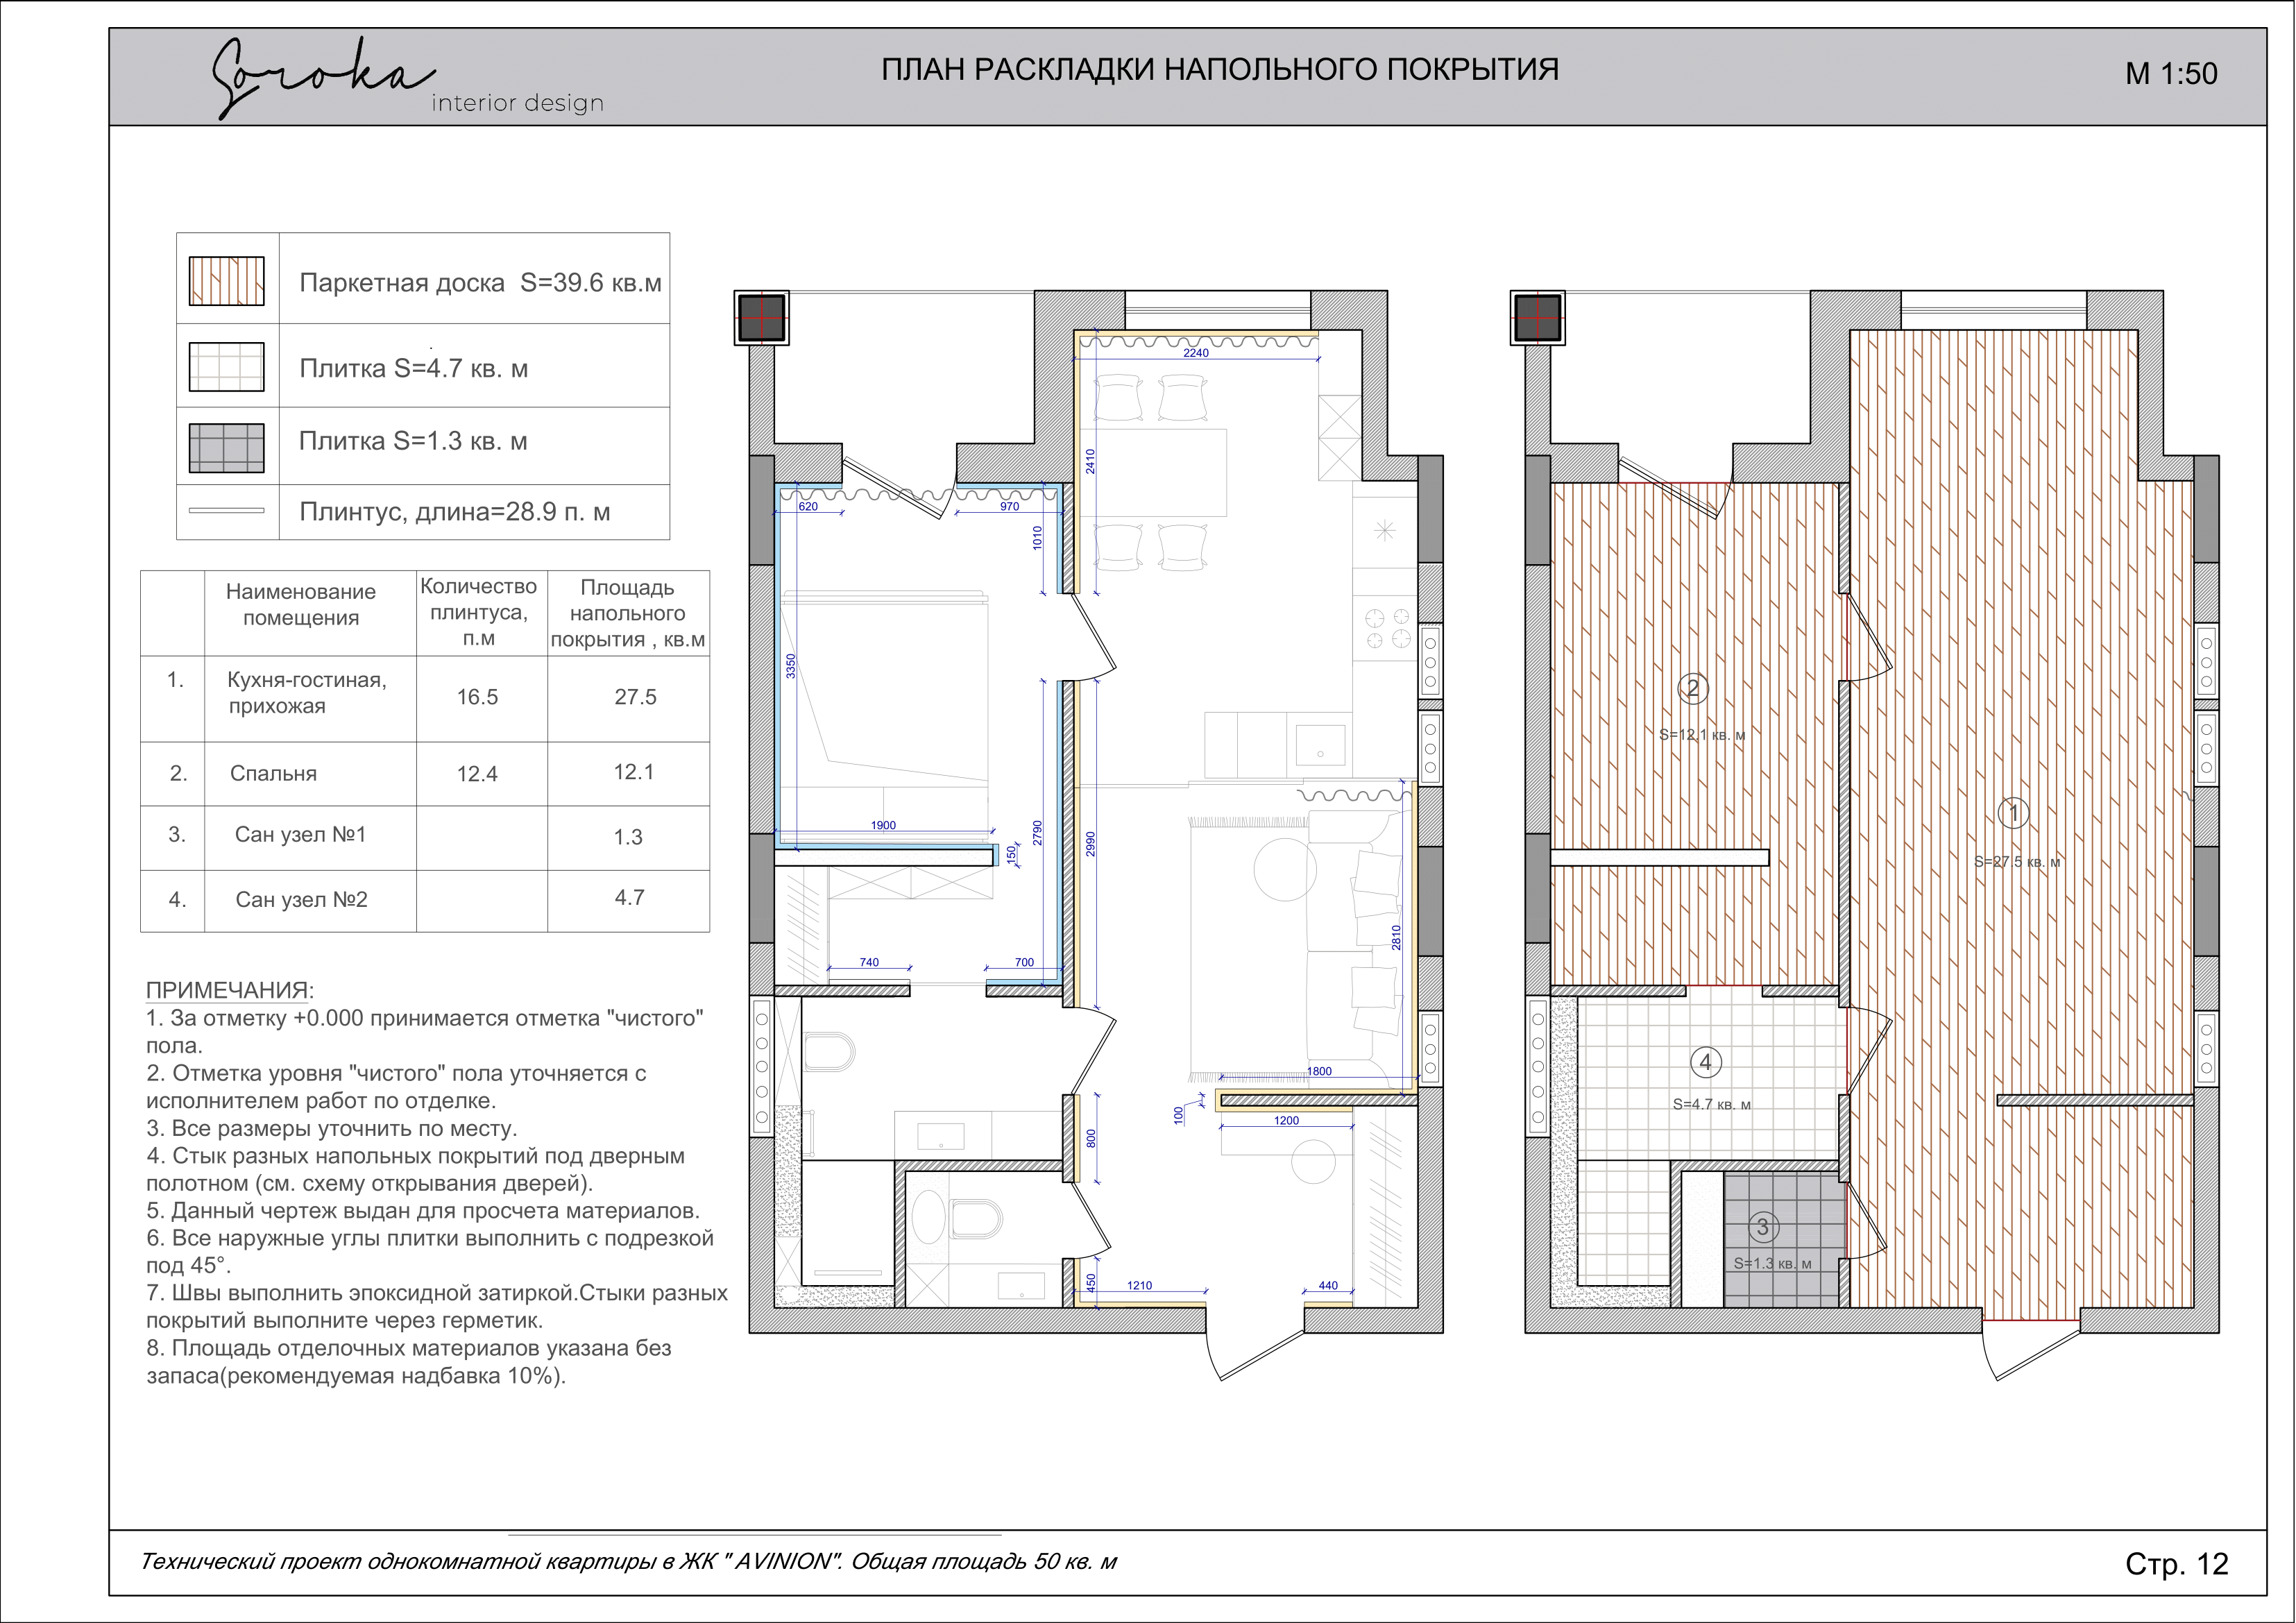 Soroka
interior design
ПЛАН РАСКЛАДКИ НАПОЛЬНОГО ПОКРЫТИЯ
М 1:50
Паркетная доска S=39.6 кв.м
Плитка S=4.7 кв. м
Плитка S=1.3 кв. м
Плинтус, длина=28.9 п. м
Наименование
помещения
Количество
плинтуса,
п.м
Площадь
напольного
покрытия , кв.м
1.
Кухня-гостиная,
прихожая
16.5
27.5
2.
Спальня
12.4
12.1
3.
Сан узел №1
1.3
4.
Сан узел №2
4.7
ПРИМЕЧАНИЯ:
1. За отметку +0.000 принимается отметка "чистого"
пола.
2. Отметка уровня "чистого" пола уточняется с
исполнителем работ по отделке.
3. Все размеры уточнить по месту.
4. Стык разных напольных покрытий под дверным
полотном (см. схему открывания дверей).
5. Данный чертеж выдан для просчета материалов.
6. Все наружные углы плитки выполнить с подрезкой
под 45°.
7. Швы выполнить эпоксидной затиркой.Стыки разных
покрытий выполните через герметик.
8. Площадь отделочных материалов указана без
запаса(рекомендуемая надбавка 10%).
2240
2410
620
970
1010
3350
1900
150
2790
2990
2810
740
700
1800
100
1200
800
450
1210
440
2
S=12.1 кв. м
1
S=27.5 кв. м
4
S=4.7 кв. м
3
S=1.3 кв. м
Технический проект однокомнатной квартиры в ЖК " AVINION". Общая площадь 50 кв. м
Стр. 12